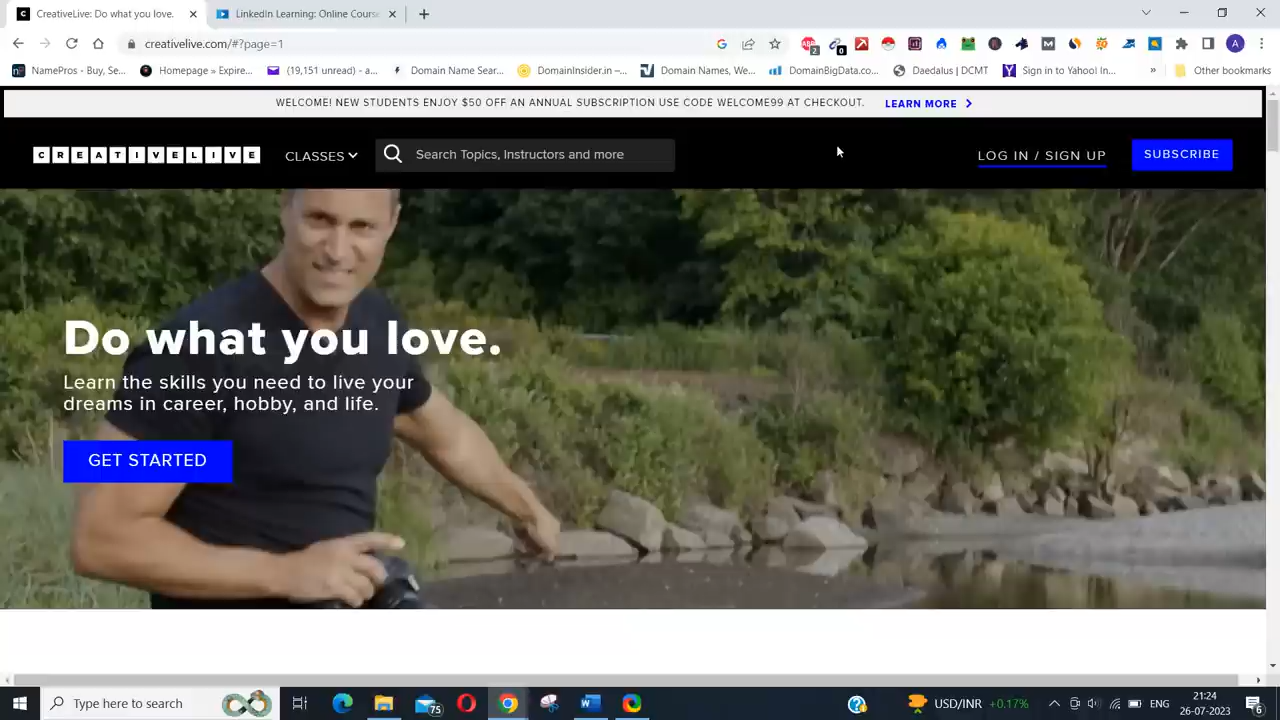 CreativeLive: Do what you love.
LinkedIn Learning: Online Course
creativelive.com/#?page=1
NamePros - Buy, Se...
Homepage » Expire...
(19,151 unread) - a...
Domain Name Sear...
DomainInsider.in –...
Domain Names, We...
DomainBigData.co...
Daedalus | DCMT
Sign in to Yahoo! In...
»
Other bookmarks
WELCOME! NEW STUDENTS ENJOY $50 OFF AN ANNUAL SUBSCRIPTION USE CODE WELCOME99 AT CHECKOUT. LEARN MORE
CREATIVELIVE
CLASSES
Search Topics, Instructors and more
LOG IN / SIGN UP
SUBSCRIBE
Do what you love.
Learn the skills you need to live your
dreams in career, hobby, and life.
GET STARTED
Type here to search
75
USD/INR +0.17%
ENG
21:24
26-07-2023
6